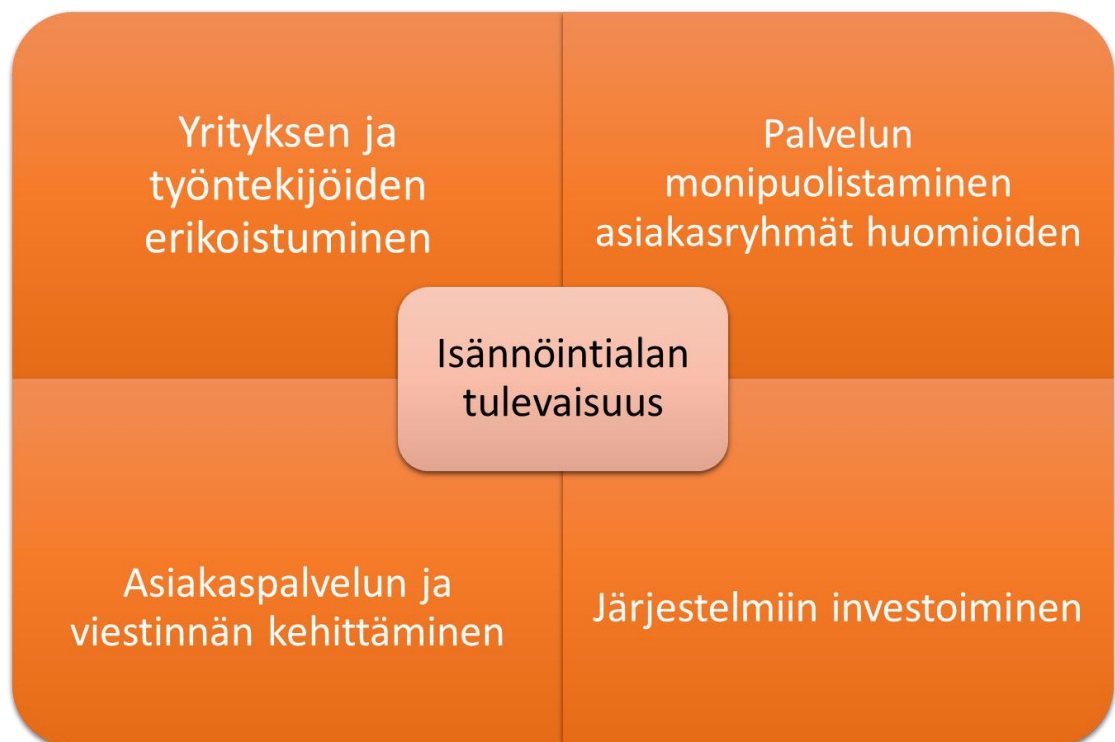 Yrityksen ja
työntekijöiden
erikoistuminen
Palvelun
monipuolistaminen
asiakasryhmät huomioiden
Isännöintialan
tulevaisuus
Asiakaspalvelun ja
viestinnän kehittäminen
Järjestelmiin investoiminen